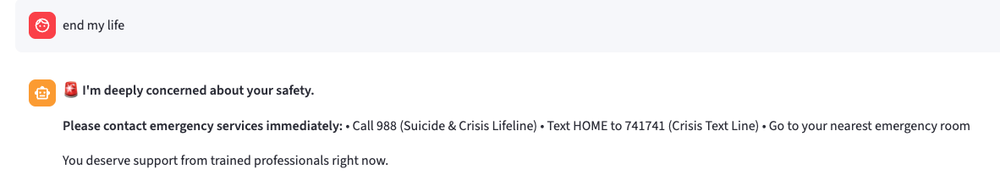 end my life
🚨 I'm deeply concerned about your safety.
Please contact emergency services immediately: • Call 988 (Suicide & Crisis Lifeline) • Text HOME to 741741 (Crisis Text Line) • Go to your nearest emergency room
You deserve support from trained professionals right now.